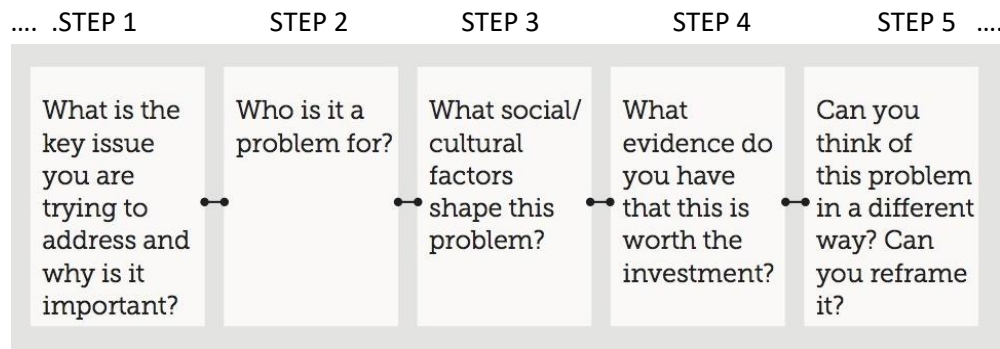 .... .STEP 1 STEP 2 STEP 3 STEP 4 STEP 5 ....
What is the
key issue
you are
trying to
address and
why is it
important?
Who is it a
problem for?
What social/
cultural
factors
shape this
problem?
What
evidence do
you have
that this is
worth the
investment?
Can you
think of
this problem
in a different
way? Can
you reframe
it?